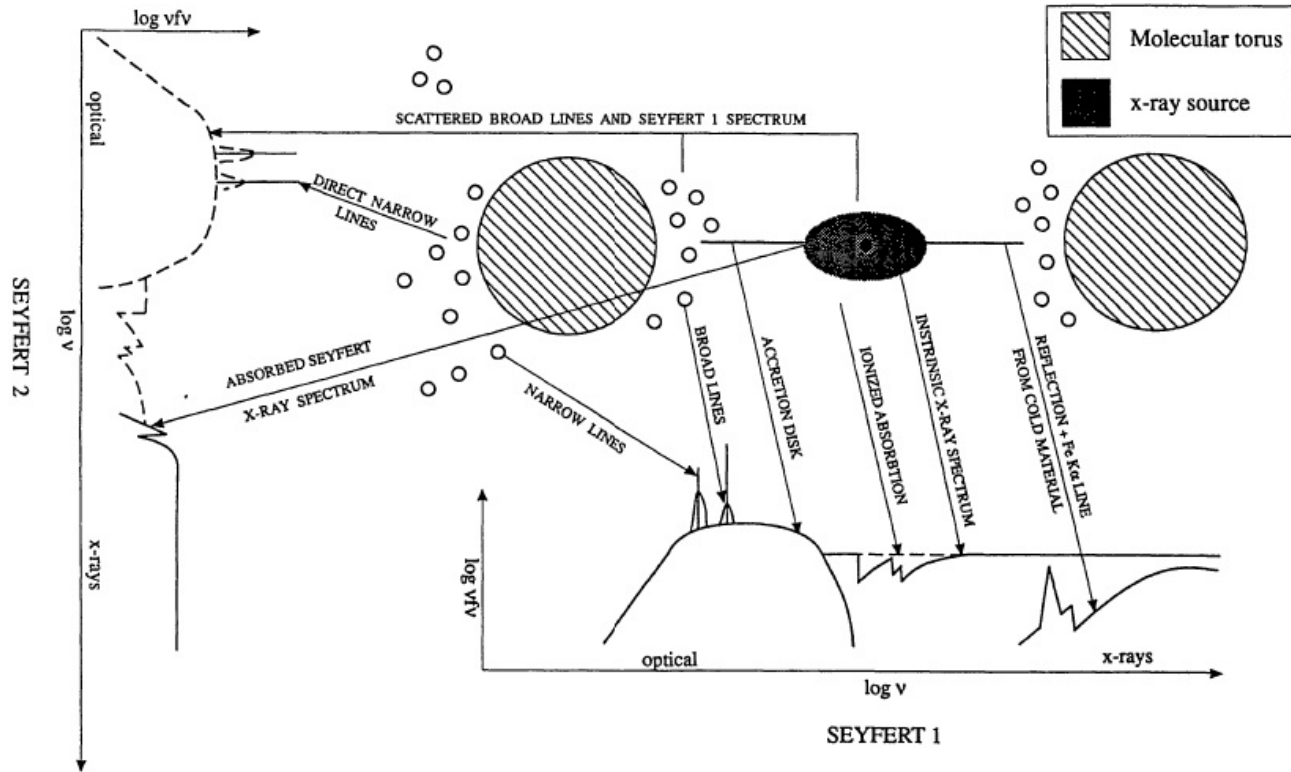 log νfν
Molecular torus
x-ray source
optical
SCATTERED BROAD LINES AND SEYFERT 1 SPECTRUM
DIRECT NARROW
LINES
SEYFERT 2
log ν
ABSORBED SEYFERT
X-RAY SPECTRUM
NARROW LINES
BROAD LINES
ACCRETION DISK
IONIZED ABSORBTION
INSTRINSIC X-RAY SPECTRUM
REFLECTION + Fe Kα LINE
FROM COLD MATERIAL
x-rays
log νfν
optical
x-rays
log ν
SEYFERT 1